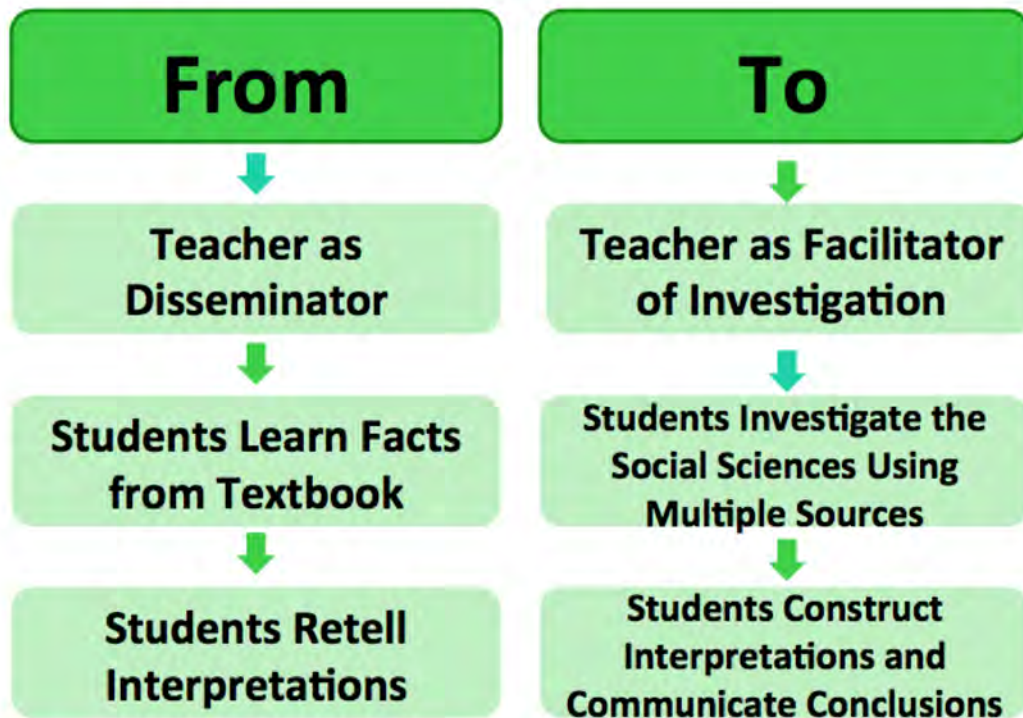 From
Teacher as
Disseminator
Students Learn Facts
from Textbook
Students Retell
Interpretations
To
Teacher as Facilitator
of Investigation
Students Investigate the
Social Sciences Using
Multiple Sources
Students Construct
Interpretations and
Communicate Conclusions